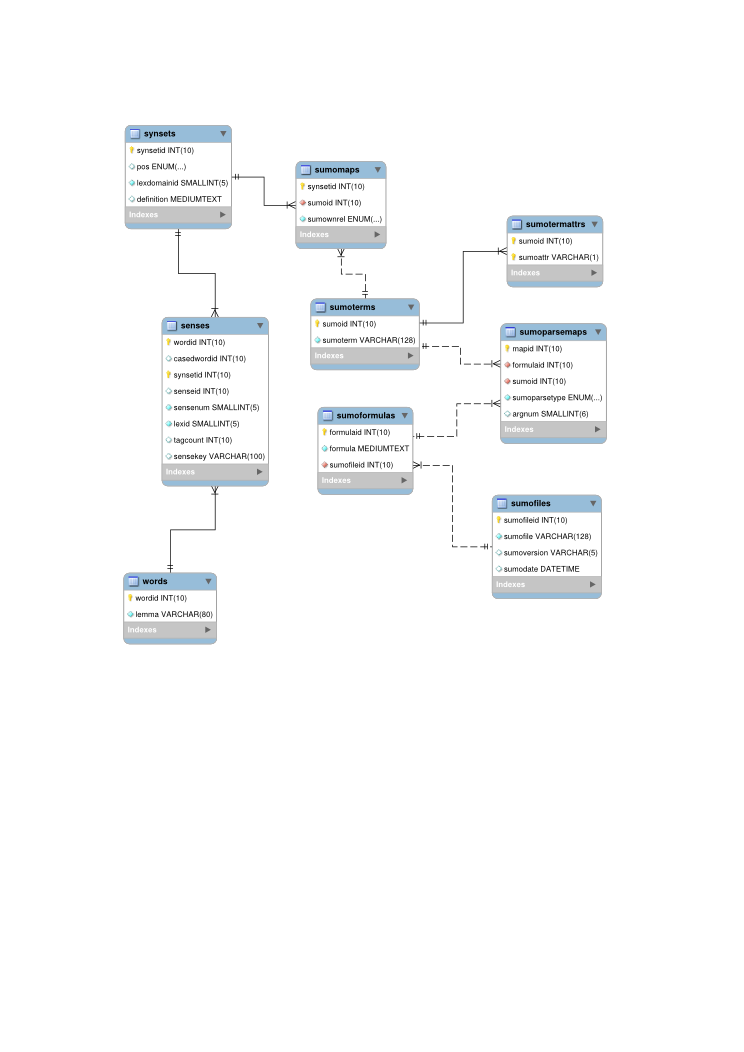 synsets
synsetid INT(10)
pos ENUM(...)
lexdomainid SMALLINT(5)
definition MEDIUMTEXT
Indexes
sumomaps
synsetid INT(10)
sumoid INT(10)
sumownrel ENUM(...)
Indexes
sumotermattrs
sumoid INT(10)
sumoattr VARCHAR(1)
Indexes
sumoterms
sumoid INT(10)
sumoterm VARCHAR(128)
Indexes
senses
wordid INT(10)
casedwordid INT(10)
synsetid INT(10)
senseid INT(10)
sensenum SMALLINT(5)
lexid SMALLINT(5)
tagcount INT(10)
sensekey VARCHAR(100)
Indexes
sumoparsemaps
mapid INT(10)
formulaid INT(10)
sumoid INT(10)
sumoparsetype ENUM(...)
argnum SMALLINT(6)
Indexes
sumoformulas
formulaid INT(10)
formula MEDIUMTEXT
sumofileid INT(10)
Indexes
sumofiles
sumofileid INT(10)
sumofile VARCHAR(128)
sumoversion VARCHAR(5)
sumodate DATETIME
Indexes
words
wordid INT(10)
lemma VARCHAR(80)
Indexes